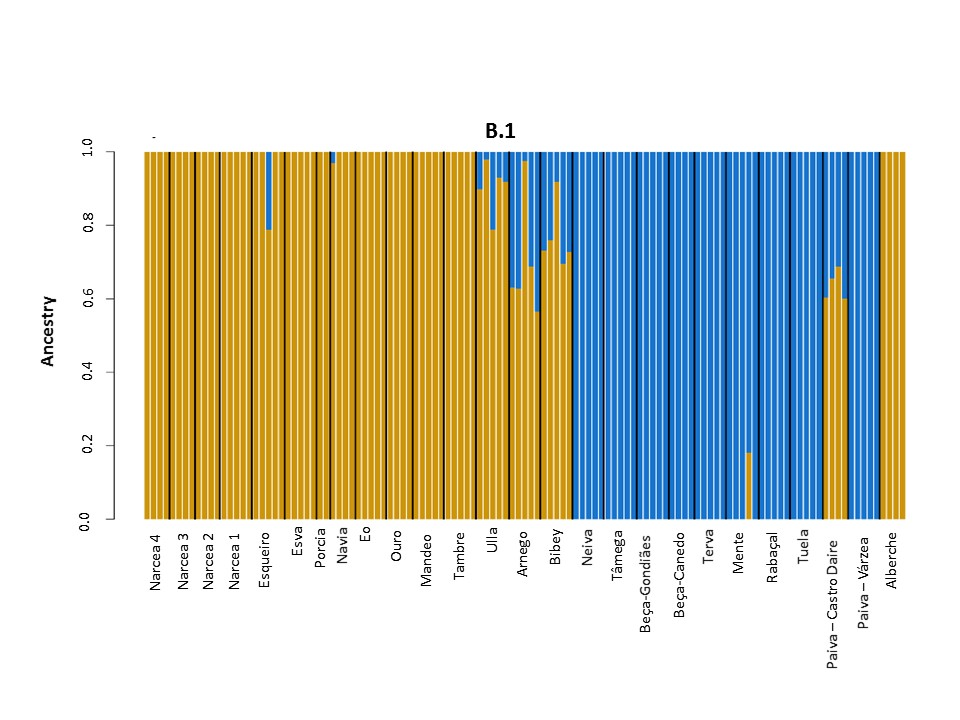 B.1
Ancestry
1.0
0.8
0.6
0.4
0.2
0.0
Narcea 4
Narcea 3
Narcea 2
Narcea 1
Esqueiro
Esva
Porcia
Navia
Eo
Ouro
Mandeo
Tambre
Ulla
Arnego
Bibey
Neiva
Tâmega
Beça-Gondiães
Beça-Canedo
Terva
Mente
Rabaçal
Tuela
Paiva – Castro Daire
Paiva – Várzea
Alberche